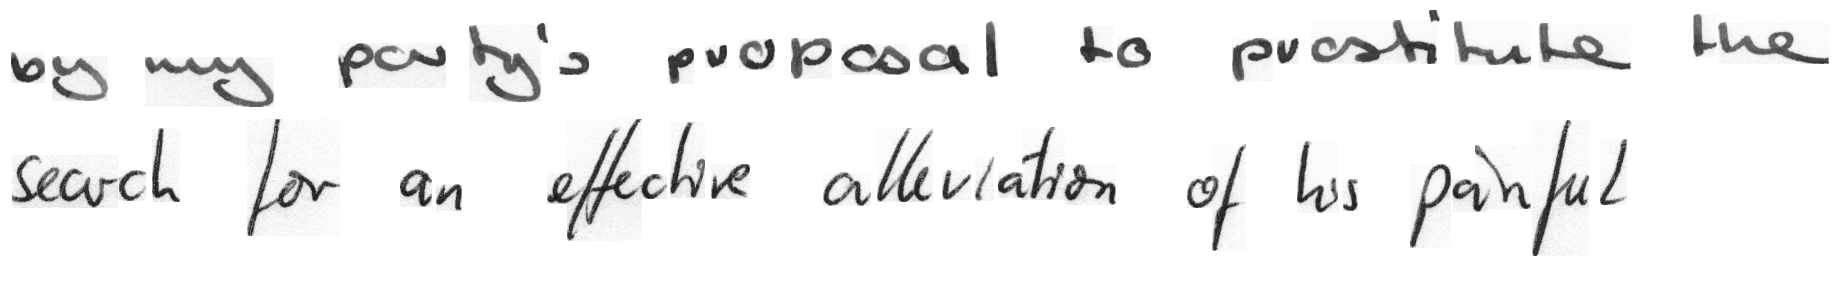 by my party's proposal to prostitute the
search for an effective alleviation of his painful